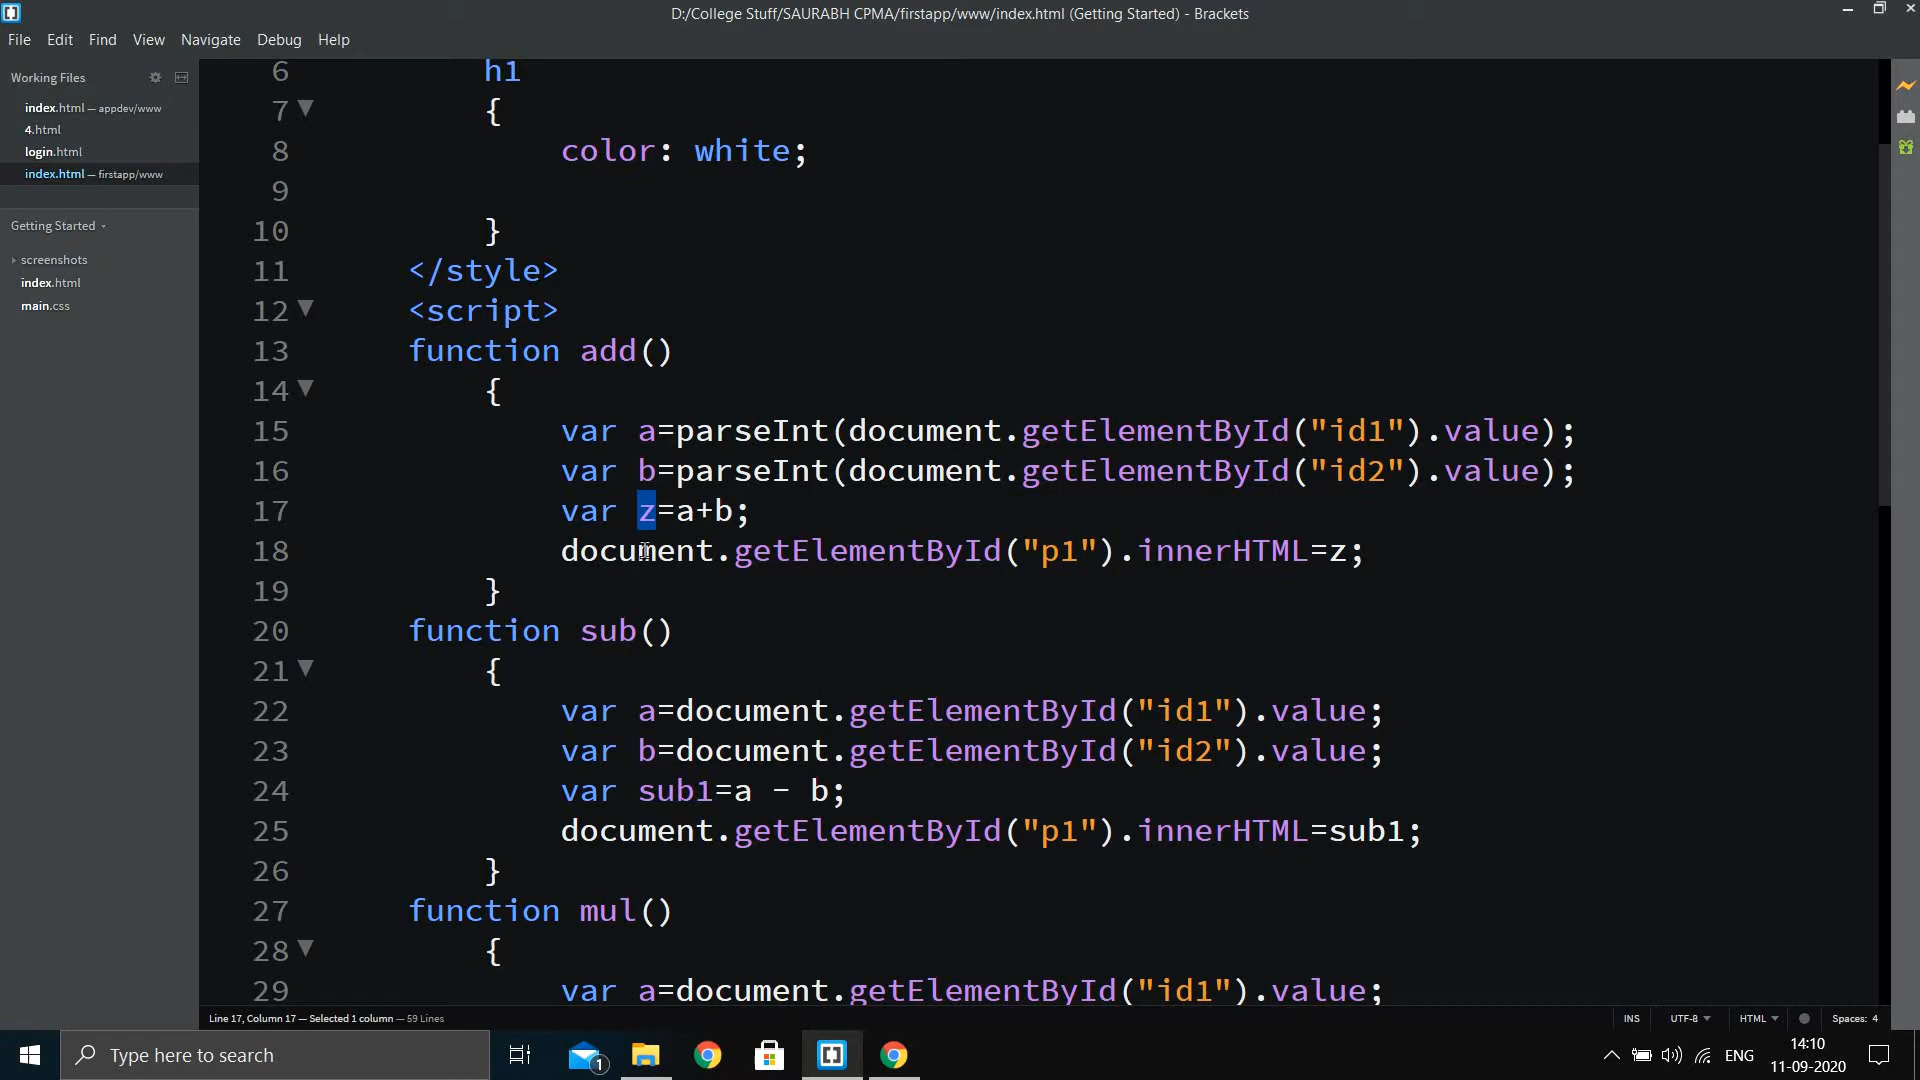 D:/College Stuff/SAURABH CPMA/firstapp/www/index.html (Getting Started) - Brackets
File Edit Find View Navigate Debug Help
Working Files
index.html — appdev/www
4.html
login.html
index.html — firstapp/www
Getting Started
screenshots
index.html
main.css
6 h1
7 {
8 color: white;
9
10 }
11 </style>
12 <script>
13 function add()
14 {
15 var a=parseInt(document.getElementById("id1").value);
16 var b=parseInt(document.getElementById("id2").value);
17 var z=a+b;
18 document.getElementById("p1").innerHTML=z;
19 }
20 function sub()
21 {
22 var a=document.getElementById("id1").value;
23 var b=document.getElementById("id2").value;
24 var sub1=a - b;
25 document.getElementById("p1").innerHTML=sub1;
26 }
27 function mul()
28 {
29 var a=document.getElementById("id1").value;
Line 17, Column 17 — Selected 1 column — 59 Lines
INS UTF-8 HTML Spaces: 4
Type here to search
1
ENG
14:10
11-09-2020